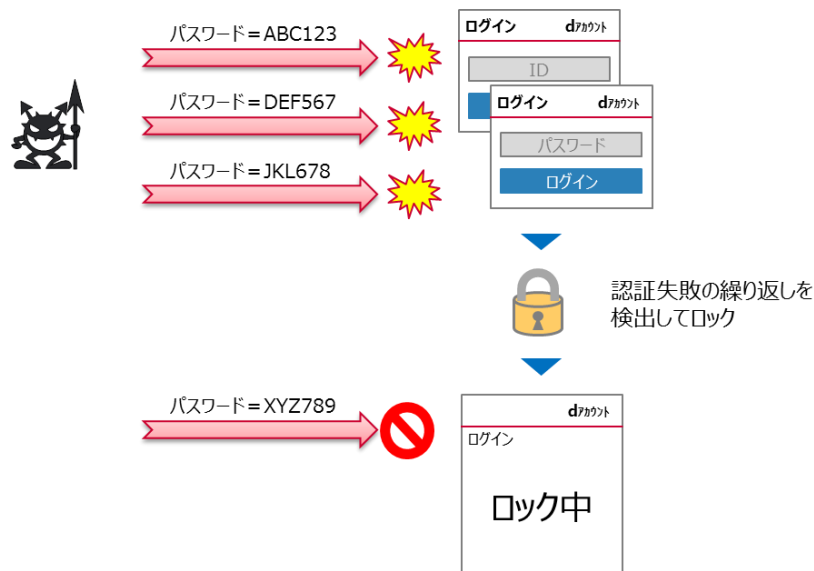 パスワード=ABC123
パスワード=DEF567
パスワード=JKL678
ログイン dアカウント
ID
ログイン dアカウント
パスワード
ログイン
認証失敗の繰り返しを
検出してロック
パスワード=XYZ789
dアカウント
ログイン
ロック中